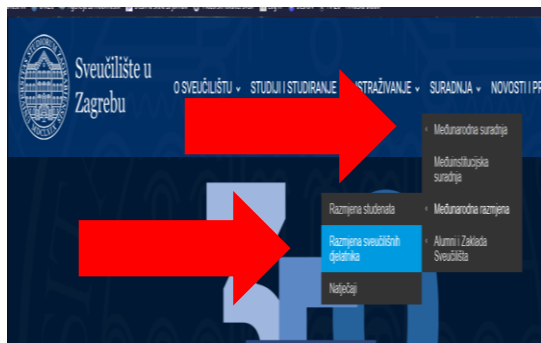 Sveučilište u
Zagrebu
O SVEUČILIŠTU STUDIJI I STUDIRANJE ISTRAŽIVANJE SURADNJA NOVOSTI I PR
Međunarodna suradnja
Međuinstitucijska
suradnja
Razmjena studenata
Međunarodna razmjena
Razmjena sveučilišnih
djelatnika
Alumni i Zaklada
Sveučilišta
Natječaji